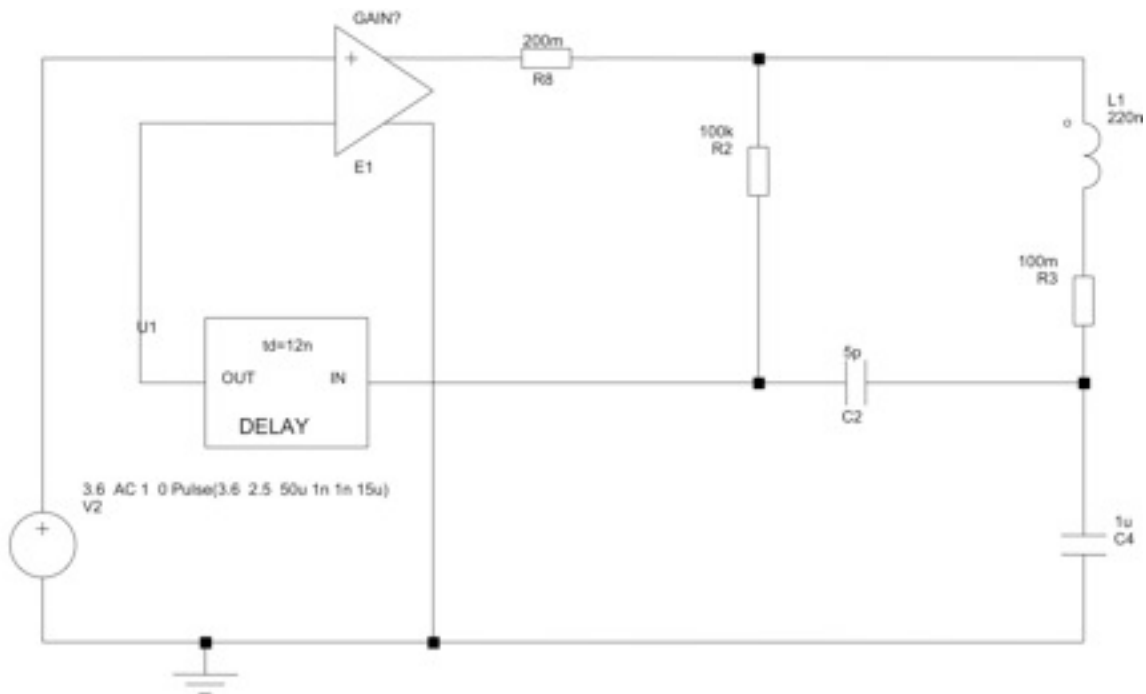 GAIN?
+
E1
200m
R8
100k
R2
L1
220n
100m
R3
U1
td=12n
OUT IN
DELAY
5p
C2
3.6 AC 1 0 Pulse(3.6 2.5 50u 1n 1n 15u)
V2
+
1u
C4